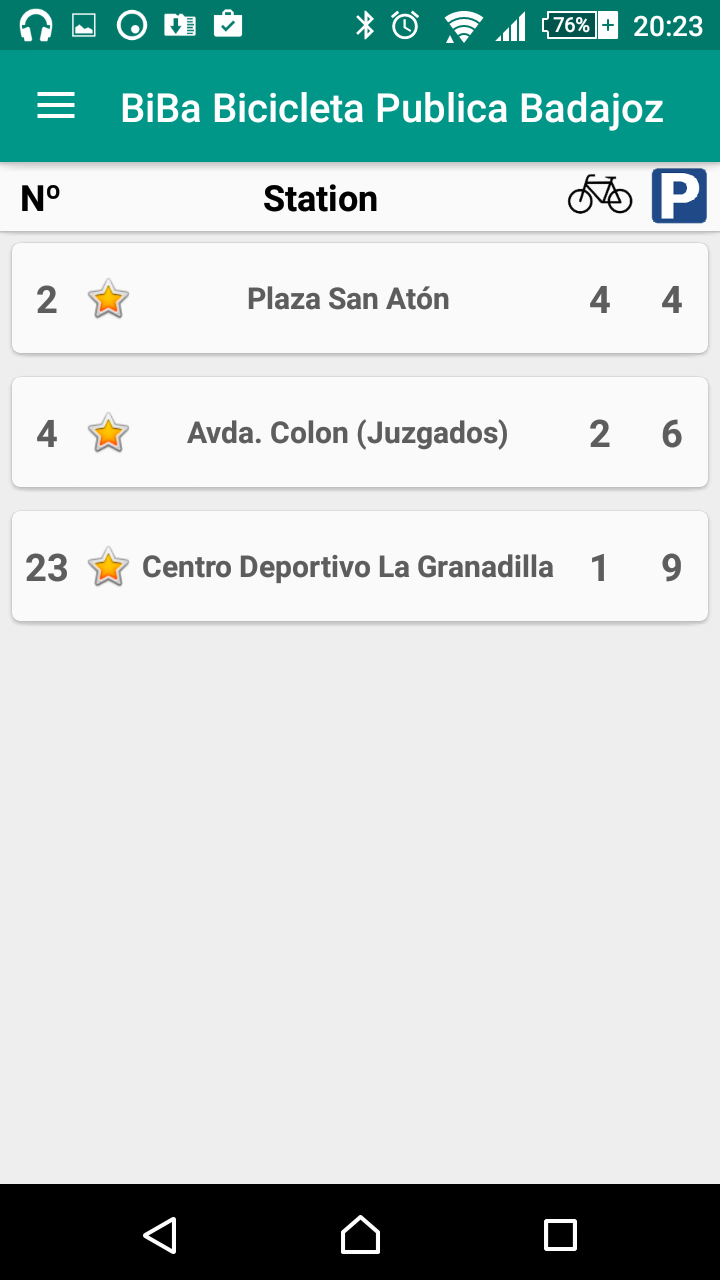 76% 20:23
BiBa Bicicleta Publica Badajoz
Nº Station P
2 Plaza San Atón 4 4
4 Avda. Colon (Juzgados) 2 6
23 Centro Deportivo La Granadilla 1 9